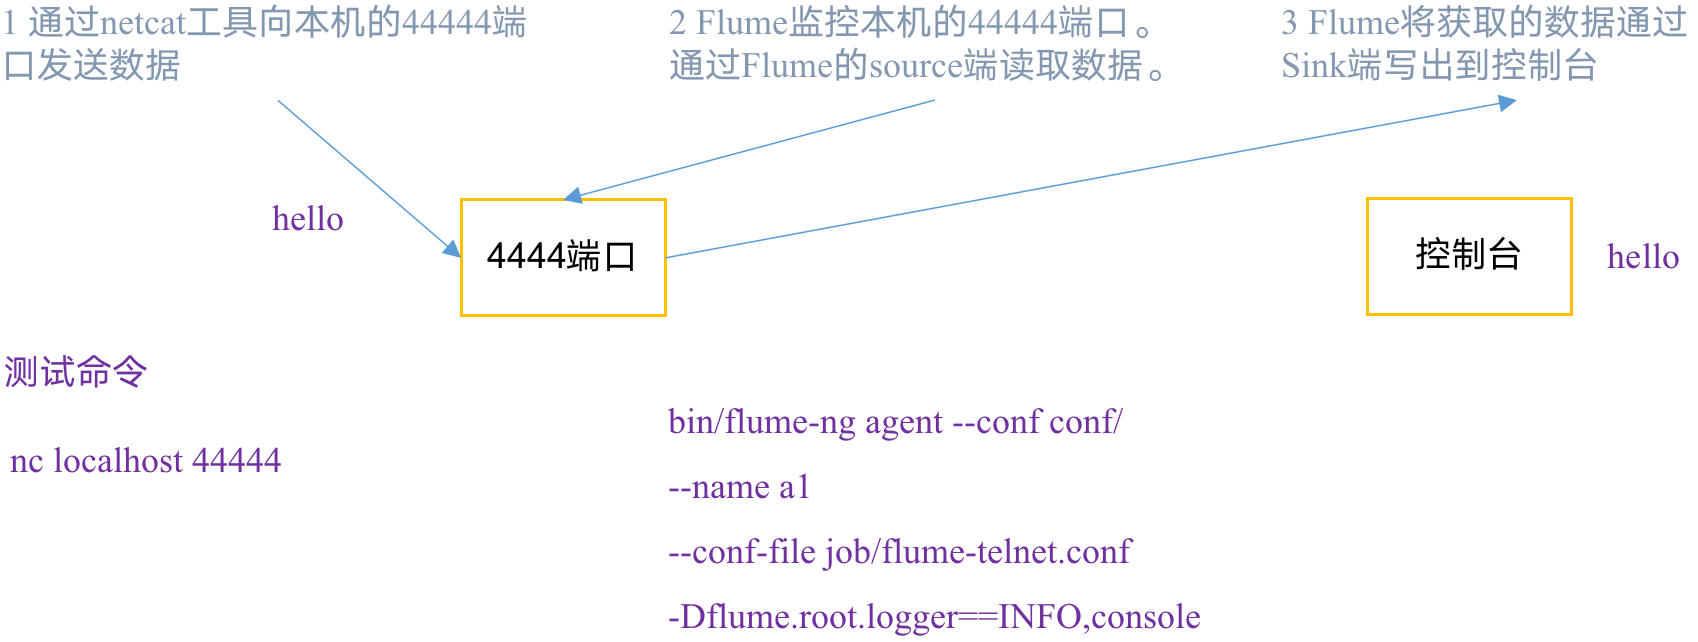 1 通过netcat工具向本机的44444端
口发送数据
2 Flume监控本机的44444端口。
通过Flume的source端读取数据。
3 Flume将获取的数据通过
Sink端写出到控制台
hello
4444端口
控制台
hello
测试命令
nc localhost 44444
bin/flume-ng agent --conf conf/
--name a1
--conf-file job/flume-telnet.conf
-Dflume.root.logger==INFO,console